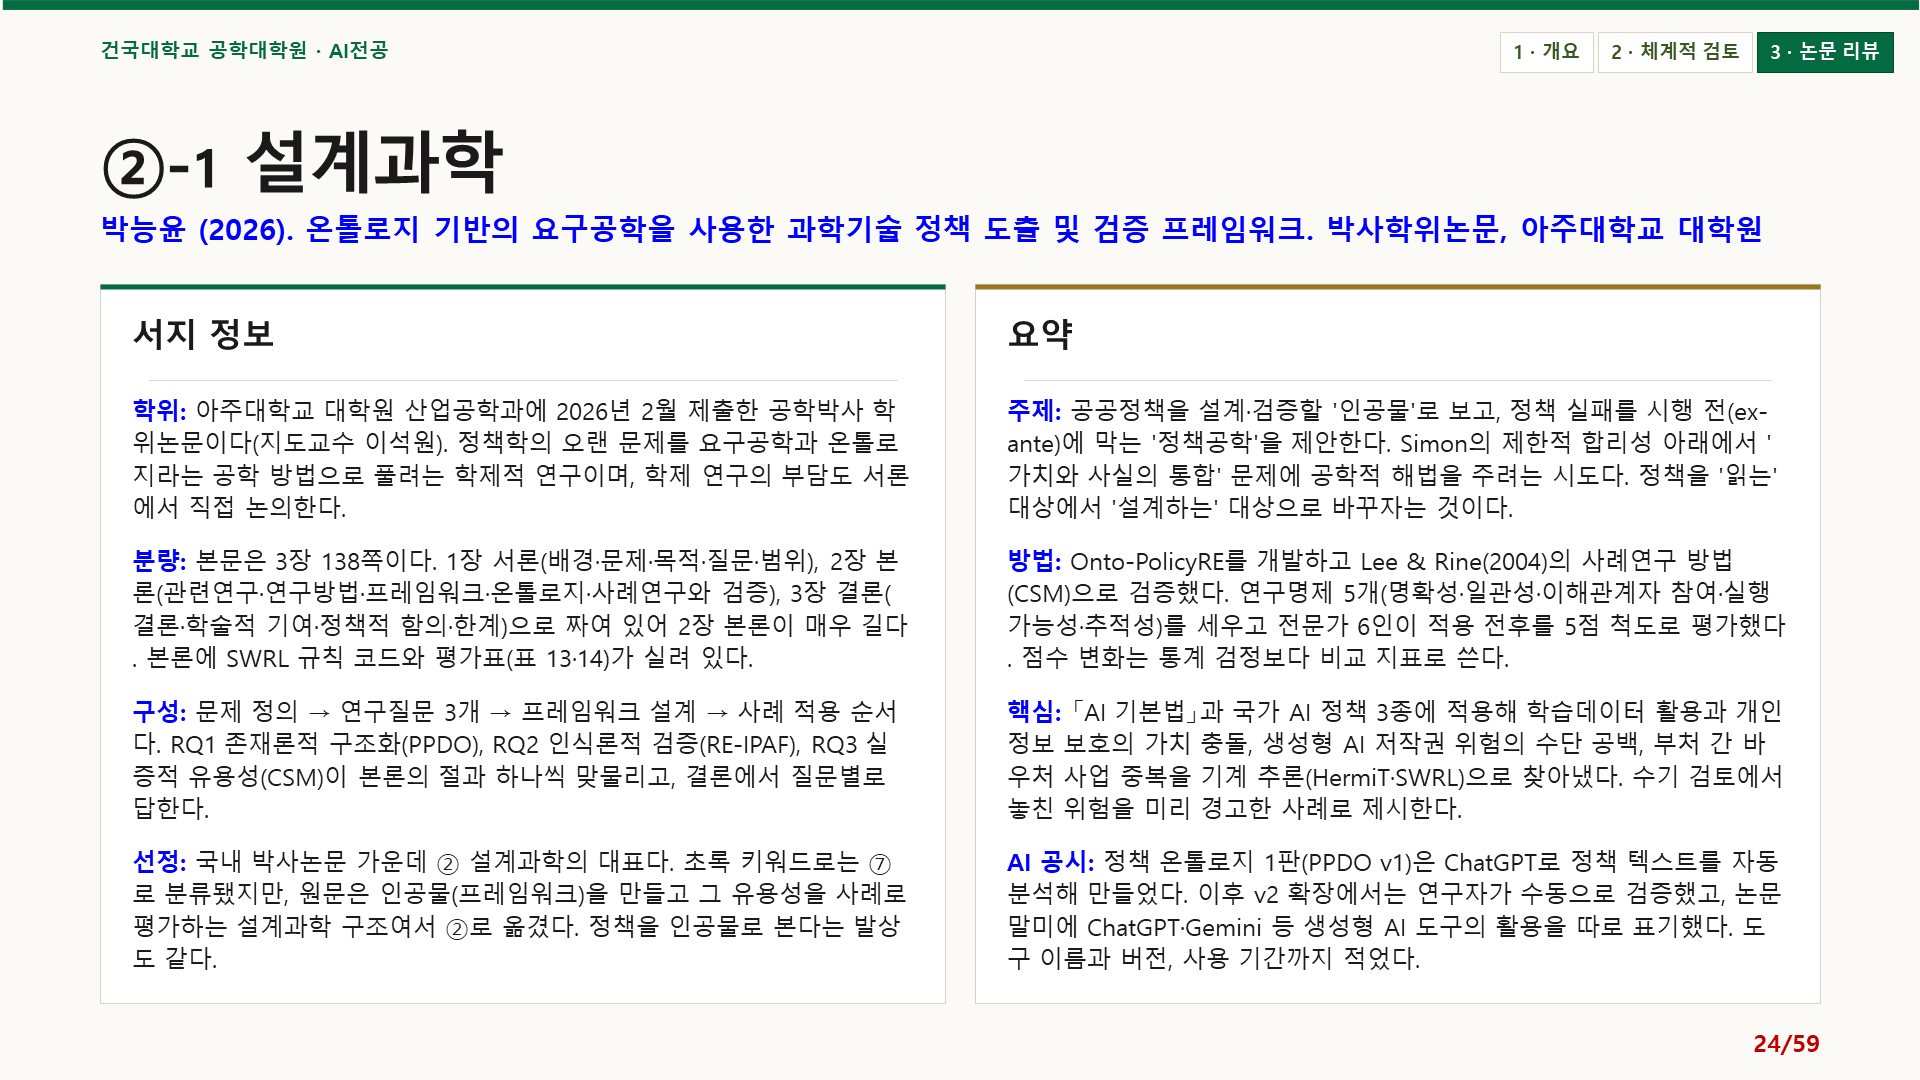 건국대학교 공학대학원 · AI전공
1 · 개요
2 · 체계적 검토
3 · 논문 리뷰
②-1 설계과학
박능윤 (2026). 온톨로지 기반의 요구공학을 사용한 과학기술 정책 도출 및 검증 프레임워크. 박사학위논문, 아주대학교 대학원
서지 정보
학위: 아주대학교 대학원 산업공학과에 2026년 2월 제출한 공학박사 학
위논문이다(지도교수 이석원). 정책학의 오랜 문제를 요구공학과 온톨로
지라는 공학 방법으로 풀려는 학제적 연구이며, 학제 연구의 부담도 서론
에서 직접 논의한다.
분량: 본문은 3장 138쪽이다. 1장 서론(배경·문제·목적·질문·범위), 2장 본
론(관련연구·연구방법·프레임워크·온톨로지·사례연구와 검증), 3장 결론(
결론·학술적 기여·정책적 함의·한계)으로 짜여 있어 2장 본론이 매우 길다
. 본론에 SWRL 규칙 코드와 평가표(표 13·14)가 실려 있다.
구성: 문제 정의 → 연구질문 3개 → 프레임워크 설계 → 사례 적용 순서
다. RQ1 존재론적 구조화(PPDO), RQ2 인식론적 검증(RE-IPAF), RQ3 실
증적 유용성(CSM)이 본론의 절과 하나씩 맞물리고, 결론에서 질문별로
답한다.
선정: 국내 박사논문 가운데 ② 설계과학의 대표다. 초록 키워드로는 ⑦
로 분류됐지만, 원문은 인공물(프레임워크)을 만들고 그 유용성을 사례로
평가하는 설계과학 구조여서 ②로 옮겼다. 정책을 인공물로 본다는 발상
도 같다.
요약
주제: 공공정책을 설계·검증할 '인공물'로 보고, 정책 실패를 시행 전(ex-
ante)에 막는 '정책공학'을 제안한다. Simon의 제한적 합리성 아래에서 '
가치와 사실의 통합' 문제에 공학적 해법을 주려는 시도다. 정책을 '읽는'
대상에서 '설계하는' 대상으로 바꾸자는 것이다.
방법: Onto-PolicyRE를 개발하고 Lee & Rine(2004)의 사례연구 방법
(CSM)으로 검증했다. 연구명제 5개(명확성·일관성·이해관계자 참여·실행
가능성·추적성)를 세우고 전문가 6인이 적용 전후를 5점 척도로 평가했다
. 점수 변화는 통계 검정보다 비교 지표로 쓴다.
핵심: 「AI 기본법」과 국가 AI 정책 3종에 적용해 학습데이터 활용과 개인
정보 보호의 가치 충돌, 생성형 AI 저작권 위험의 수단 공백, 부처 간 바
우처 사업 중복을 기계 추론(HermiT·SWRL)으로 찾아냈다. 수기 검토에서
놓친 위험을 미리 경고한 사례로 제시한다.
AI 공시: 정책 온톨로지 1판(PPDO v1)은 ChatGPT로 정책 텍스트를 자동
분석해 만들었다. 이후 v2 확장에서는 연구자가 수동으로 검증했고, 논문
말미에 ChatGPT·Gemini 등 생성형 AI 도구의 활용을 따로 표기했다. 도
구 이름과 버전, 사용 기간까지 적었다.
24/59